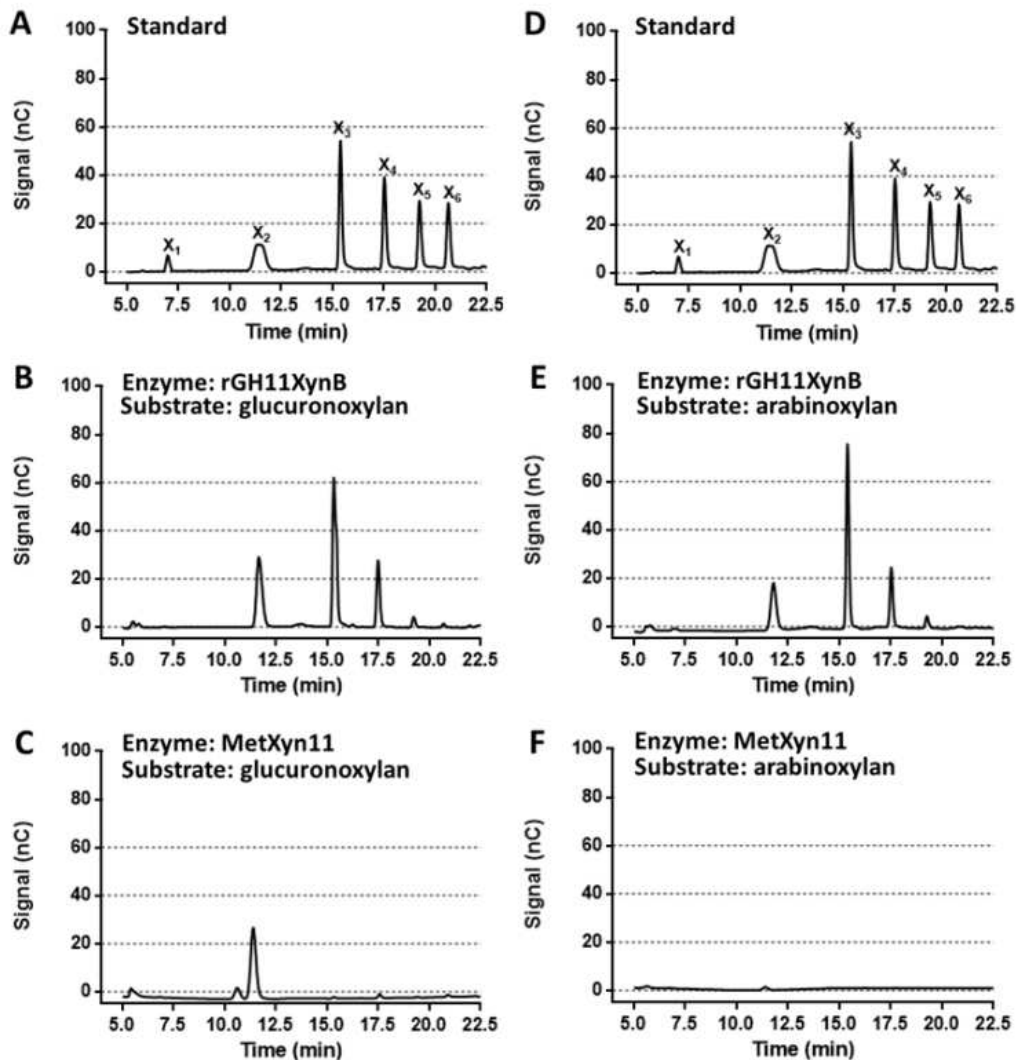 A Standard
100
80
60
40
20
0
Signal (nC)
X1
X2
X3
X4
X5
X6
5.0 7.5 10.0 12.5 15.0 17.5 20.0 22.5
Time (min)
D Standard
100
80
60
40
20
0
Signal (nC)
X1
X2
X3
X4
X5
X6
5.0 7.5 10.0 12.5 15.0 17.5 20.0 22.5
Time (min)
B Enzyme: rGH11XynB
Substrate: glucuronoxylan
100
80
60
40
20
0
Signal (nC)
5.0 7.5 10.0 12.5 15.0 17.5 20.0 22.5
Time (min)
E Enzyme: rGH11XynB
Substrate: arabinoxylan
100
80
60
40
20
0
Signal (nC)
5.0 7.5 10.0 12.5 15.0 17.5 20.0 22.5
Time (min)
C Enzyme: MetXyn11
Substrate: glucuronoxylan
100
80
60
40
20
0
Signal (nC)
5.0 7.5 10.0 12.5 15.0 17.5 20.0 22.5
Time (min)
F Enzyme: MetXyn11
Substrate: arabinoxylan
100
80
60
40
20
0
Signal (nC)
5.0 7.5 10.0 12.5 15.0 17.5 20.0 22.5
Time (min)